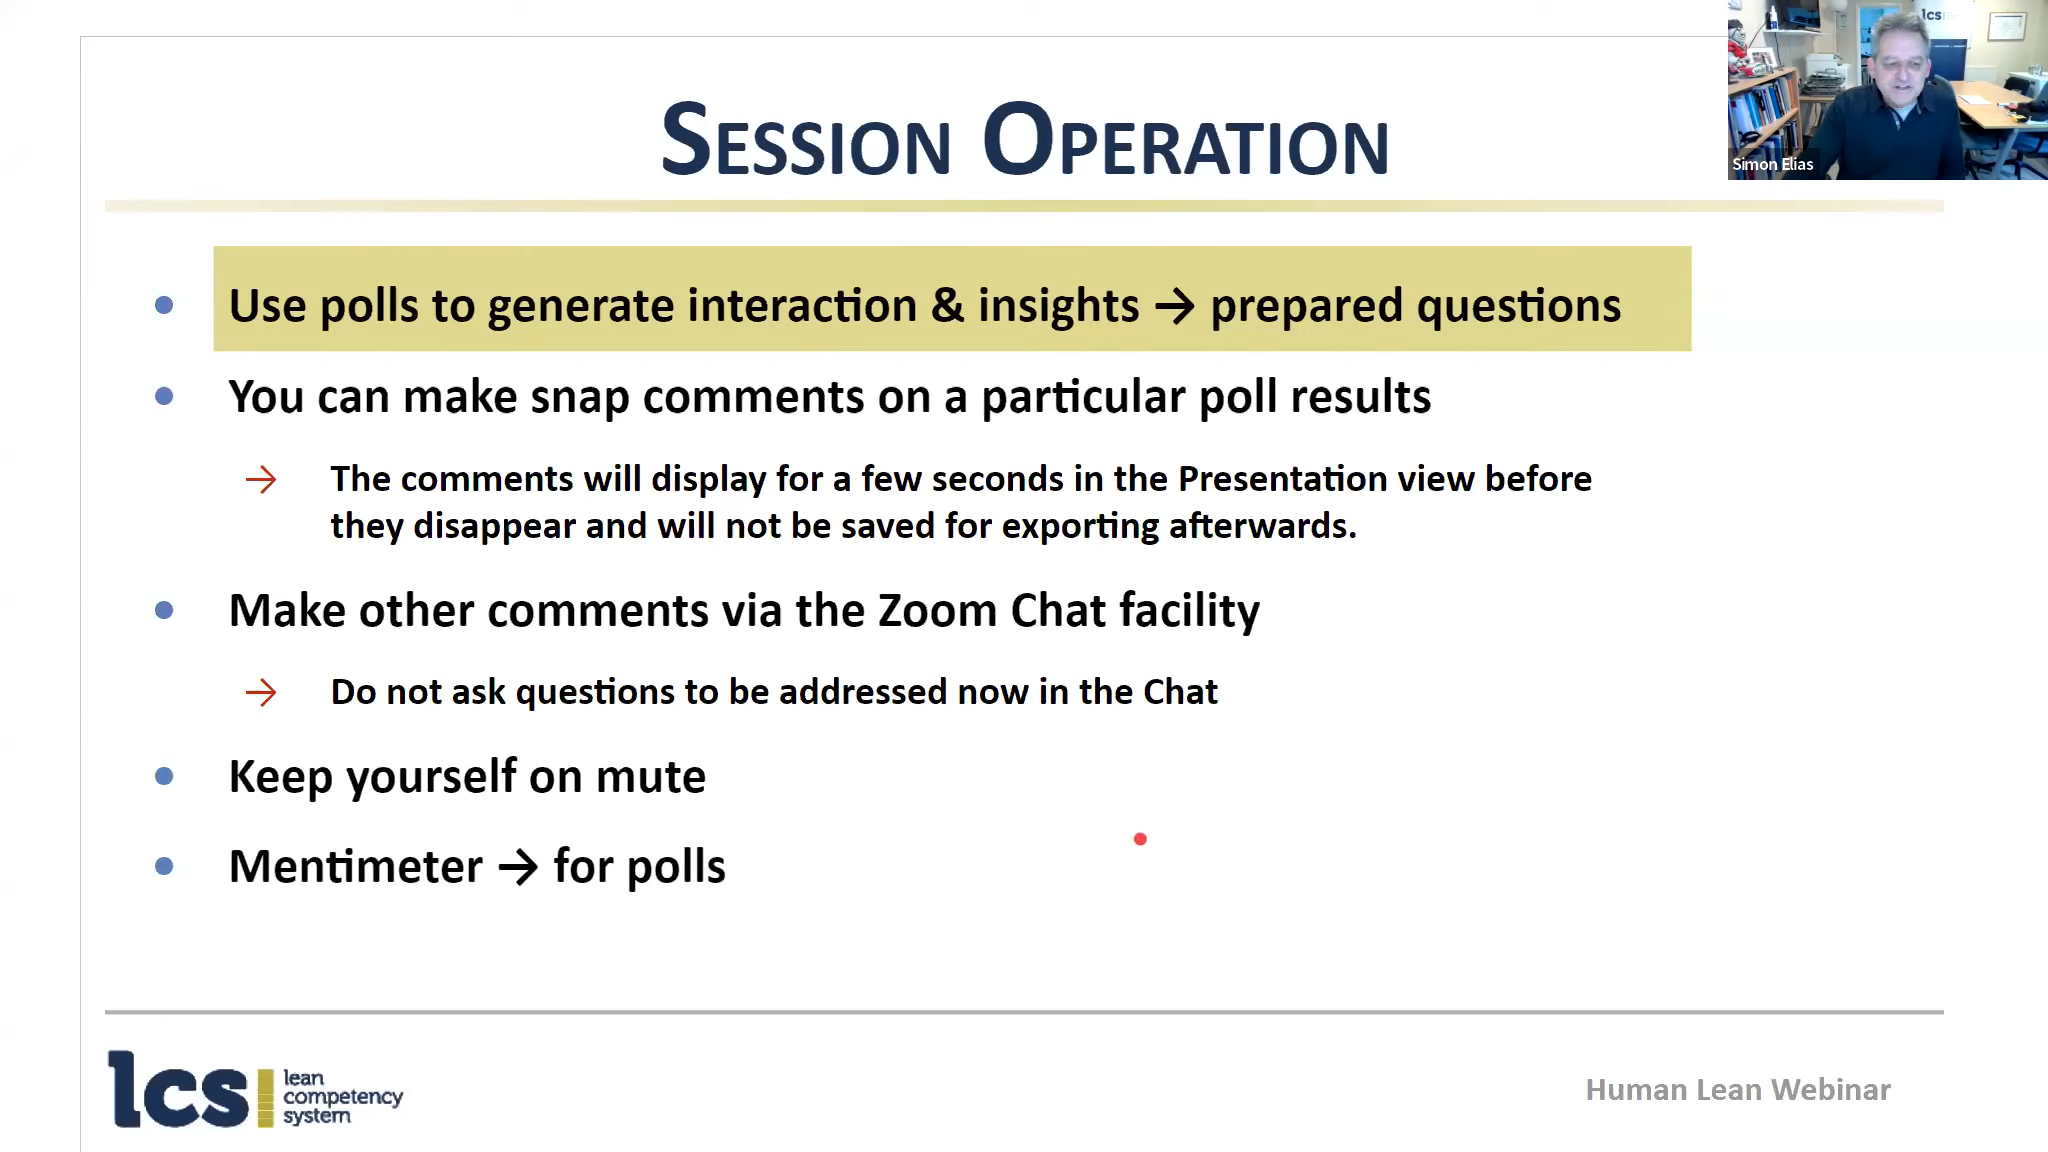 lcs
Simon Elias
Session Operation
• Use polls to generate interaction & insights → prepared questions
• You can make snap comments on a particular poll results
→ The comments will display for a few seconds in the Presentation view before
they disappear and will not be saved for exporting afterwards.
• Make other comments via the Zoom Chat facility
→ Do not ask questions to be addressed now in the Chat
• Keep yourself on mute
• Mentimeter → for polls
lcs
lean
competency
system
Human Lean Webinar